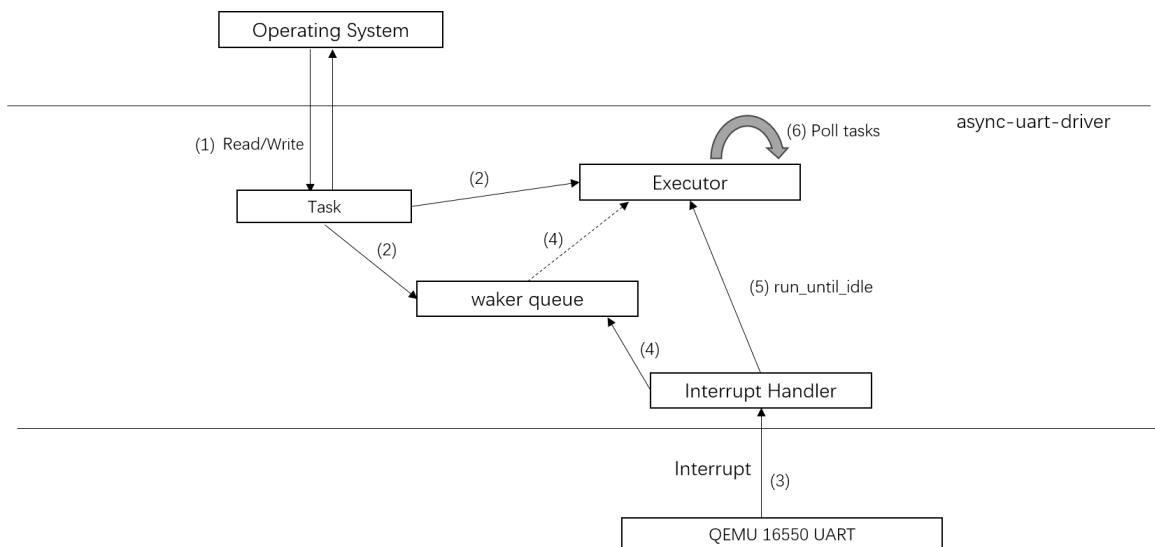 Operating System
async-uart-driver
(6) Poll tasks
(1) Read/Write
Executor
(2)
Task
(4)
(2)
(5) run_until_idle
waker queue
(4)
Interrupt Handler
Interrupt
(3)
QEMU 16550 UART